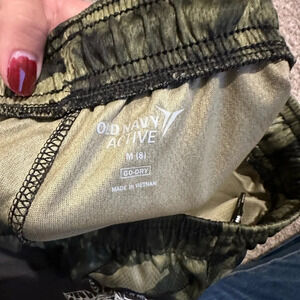 OLD NAVY
ACTIVE
M (8)
GO-DRY
MADE IN VIETNAM